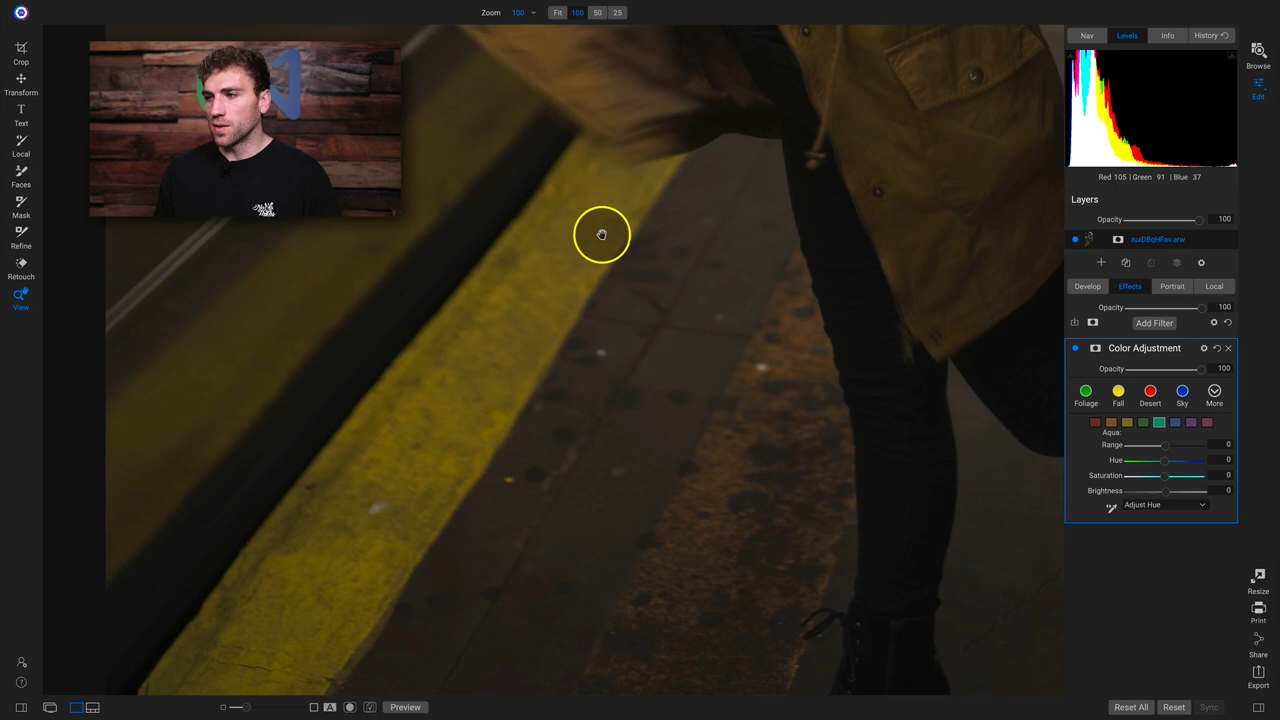 Zoom 100 Fit 100 50 25
Crop
Transform
Text
Local
Faces
Mask
Refine
Retouch
View
Nav Levels Info History
Red 105 | Green 91 | Blue 37
Layers
Opacity 100
ruxDBqHFav.arw
Develop Effects Portrait Local
Opacity 100
Add Filter
Color Adjustment
Opacity 100
Foliage Fall Desert Sky More
Aqua:
Range 0
Hue 0
Saturation 0
Brightness 0
Adjust Hue
Browse
Edit
Resize
Print
Share
Export
A Preview
Reset All Reset Sync